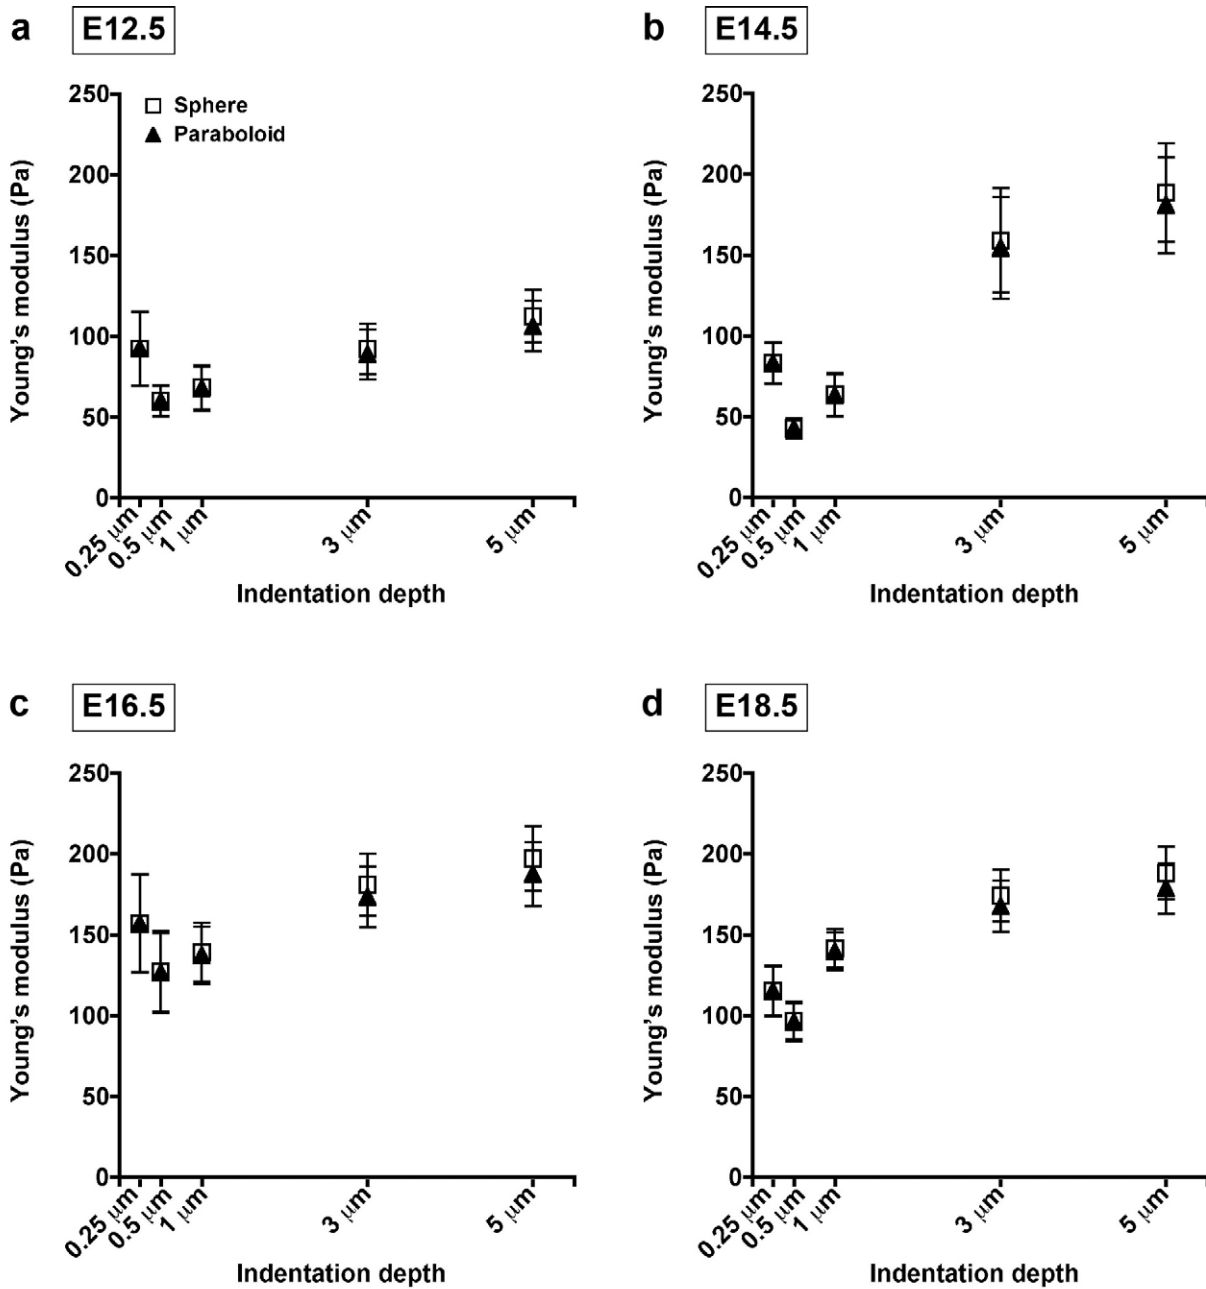 a E12.5
250
200
150
100
50
0
Young's modulus (Pa)
Sphere
Paraboloid
0.25 μm
0.5 μm
1 μm
3 μm
5 μm
Indentation depth
b E14.5
250
200
150
100
50
0
Young's modulus (Pa)
0.25 μm
0.5 μm
1 μm
3 μm
5 μm
Indentation depth
c E16.5
250
200
150
100
50
0
Young's modulus (Pa)
0.25 μm
0.5 μm
1 μm
3 μm
5 μm
Indentation depth
d E18.5
250
200
150
100
50
0
Young's modulus (Pa)
0.25 μm
0.5 μm
1 μm
3 μm
5 μm
Indentation depth